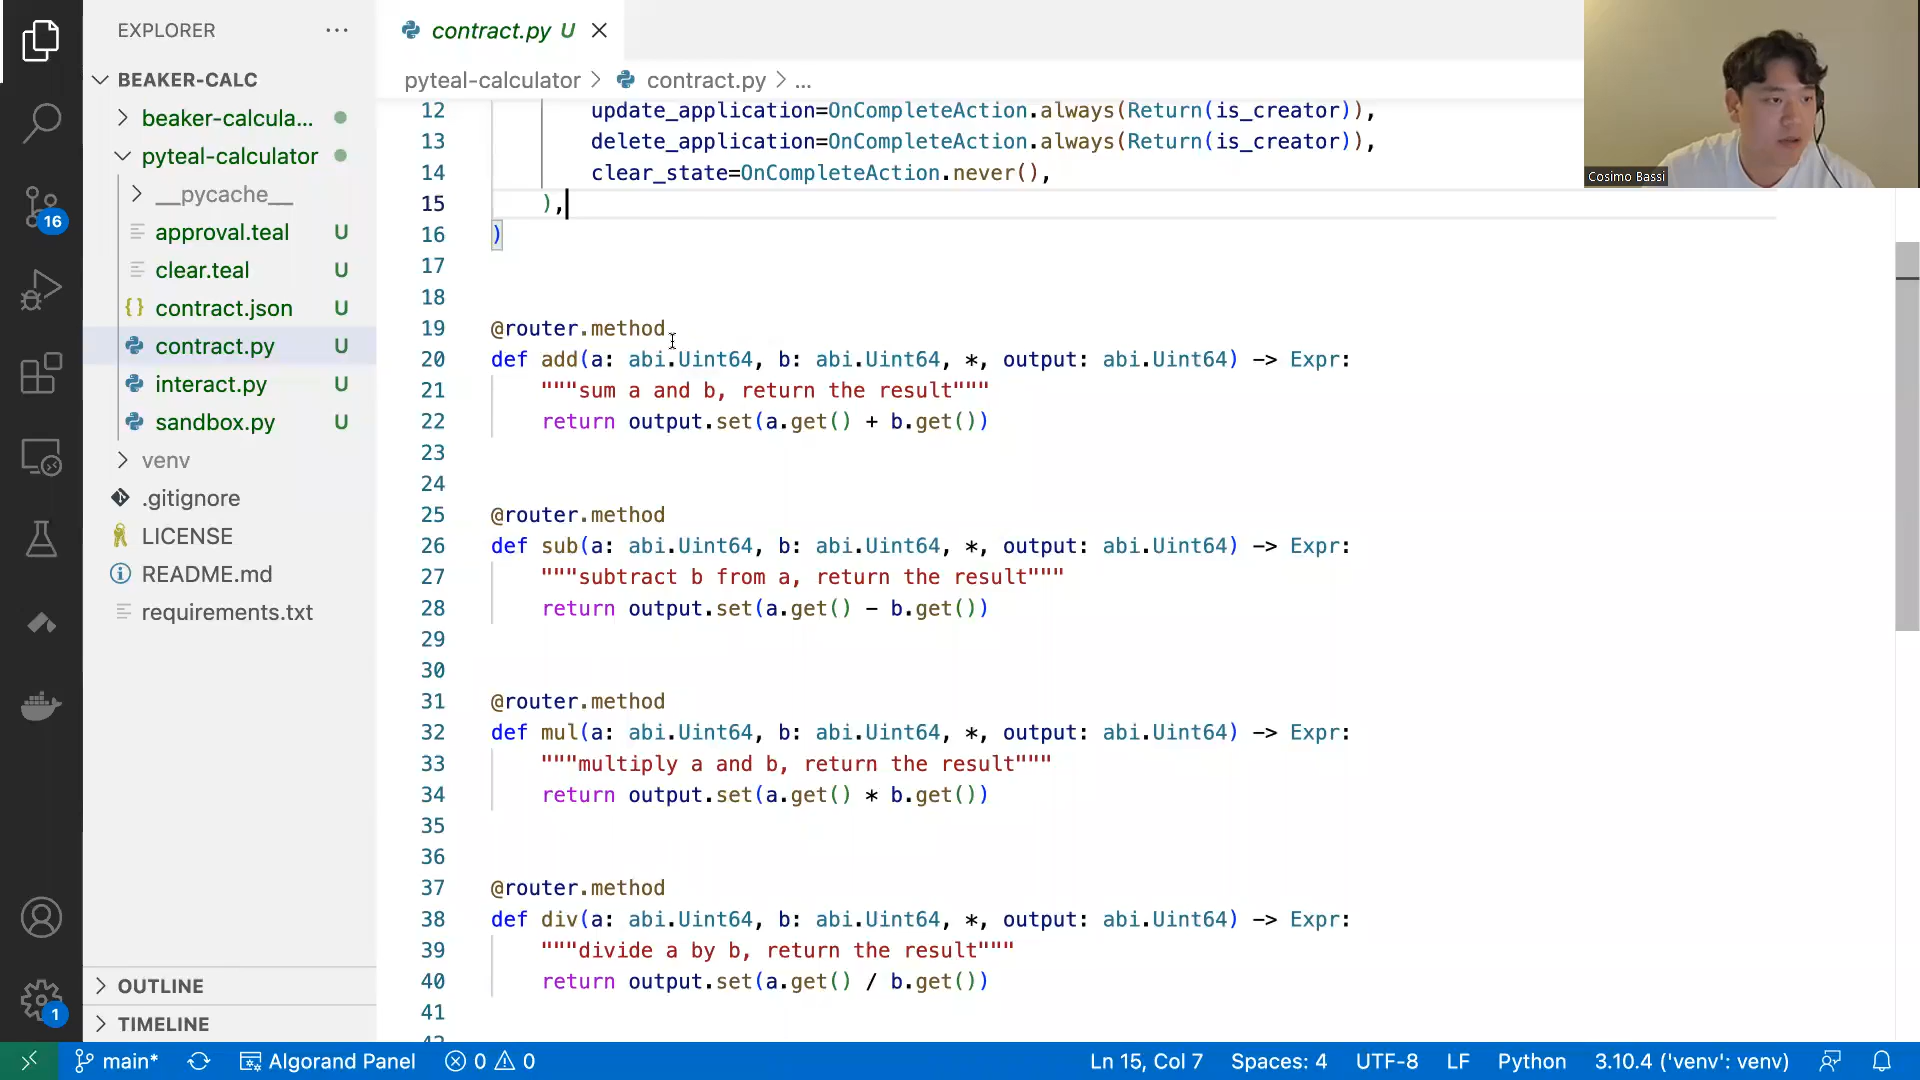 EXPLORER
BEAKER-CALC
beaker-calcula...
pyteal-calculator
__pycache__
approval.teal U
clear.teal U
{} contract.json U
contract.py U
interact.py U
sandbox.py U
venv
.gitignore
LICENSE
README.md
requirements.txt
OUTLINE
TIMELINE
16
1
contract.py U
pyteal-calculator > contract.py > ...
12 update_application=OnCompleteAction.always(Return(is_creator)),
13 delete_application=OnCompleteAction.always(Return(is_creator)),
14 clear_state=OnCompleteAction.never(),
15 ),
16 )
17
18
19 @router.method
20 def add(a: abi.Uint64, b: abi.Uint64, *, output: abi.Uint64) -> Expr:
21 """sum a and b, return the result"""
22 return output.set(a.get() + b.get())
23
24
25 @router.method
26 def sub(a: abi.Uint64, b: abi.Uint64, *, output: abi.Uint64) -> Expr:
27 """subtract b from a, return the result"""
28 return output.set(a.get() - b.get())
29
30
31 @router.method
32 def mul(a: abi.Uint64, b: abi.Uint64, *, output: abi.Uint64) -> Expr:
33 """multiply a and b, return the result"""
34 return output.set(a.get() * b.get())
35
36
37 @router.method
38 def div(a: abi.Uint64, b: abi.Uint64, *, output: abi.Uint64) -> Expr:
39 """divide a by b, return the result"""
40 return output.set(a.get() / b.get())
41
Cosimo Bassi
main* Algorand Panel 0 0 Ln 15, Col 7 Spaces: 4 UTF-8 LF Python 3.10.4 ('venv': venv)